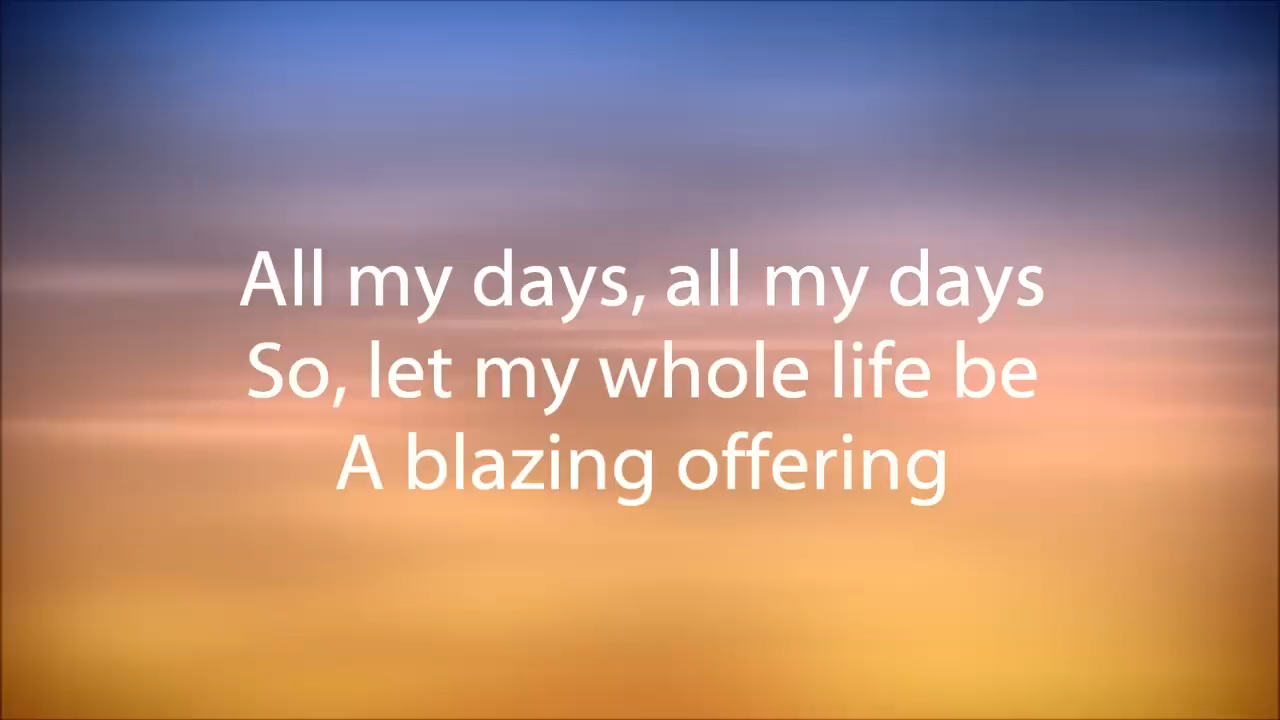 All my days, all my days
So, let my whole life be
A blazing offering